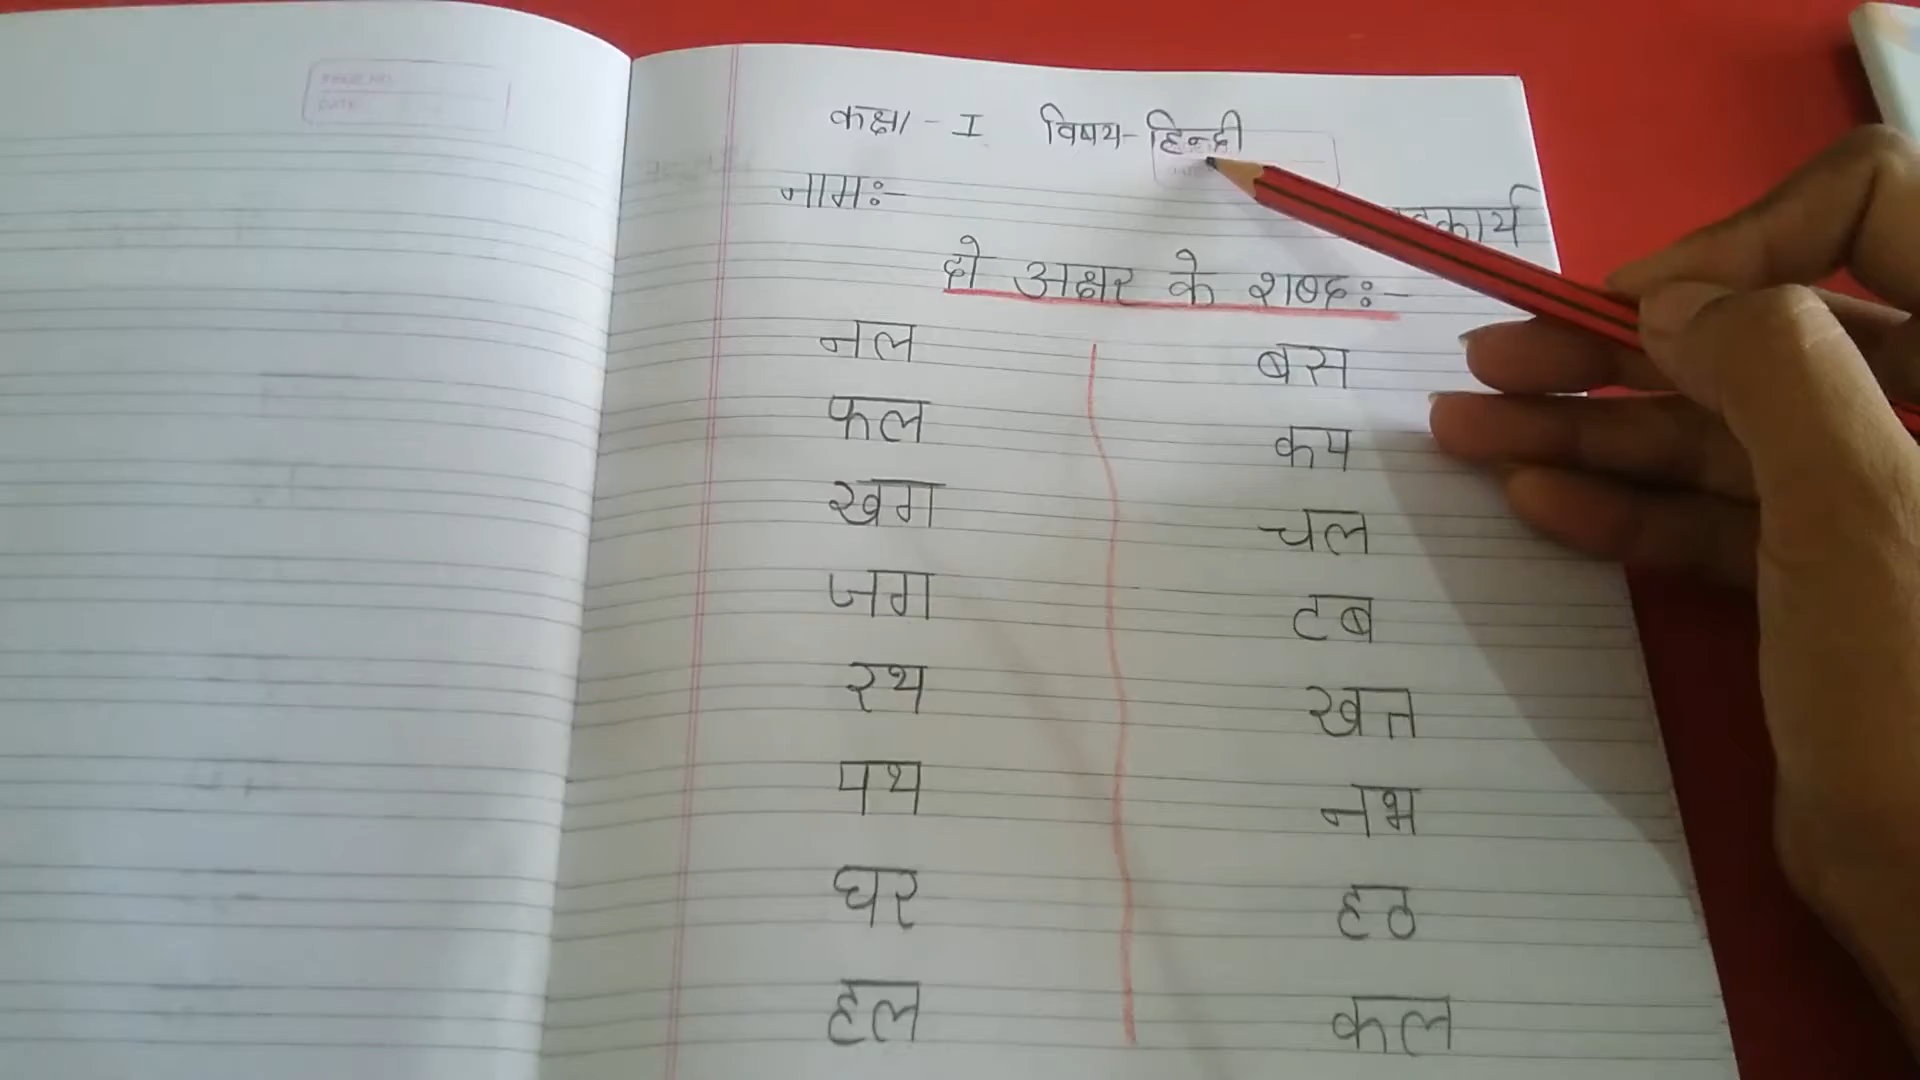 कक्षा - I विषय- हिन्दी
नामः-
दो अक्षर के शब्दः-
नल बस
फल कप
खग चल
जग टब
रथ खत
पथ नभ
घर हठ
हल कल